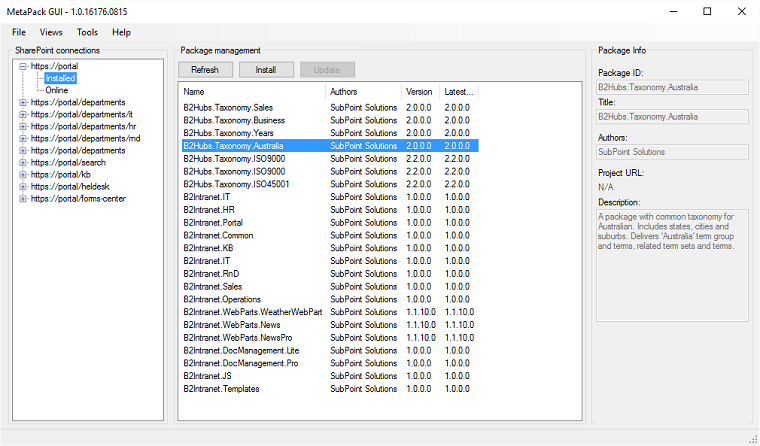 MetaPack GUI - 1.0.16176.0815
File Views Tools Help
SharePoint connections
https://portal
Installed
Online
https://portal/departments
https://portal/departments/it
https://portal/departments/hr
https://portal/departments/md
https://portal/departments
https://portal/search
https://portal/kb
https://portal/heldesk
https://portal/forms-center
Package management
Refresh Install Update
Name Authors Version Latest...
B2Hubs.Taxonomy.Sales SubPoint Solutions 2.0.0.0 2.0.0.0
B2Hubs.Taxonomy.Business SubPoint Solutions 2.0.0.0 2.0.0.0
B2Hubs.Taxonomy.Years SubPoint Solutions 2.0.0.0 2.0.0.0
B2Hubs.Taxonomy.Australia SubPoint Solutions 2.0.0.0 2.0.0.0
B2Hubs.Taxonomy.ISO9000 SubPoint Solutions 2.2.0.0 2.2.0.0
B2Hubs.Taxonomy.ISO9000 SubPoint Solutions 2.2.0.0 2.2.0.0
B2Hubs.Taxonomy.ISO45001 SubPoint Solutions 2.2.0.0 2.2.0.0
B2Intranet.IT SubPoint Solutions 1.0.0.0 1.0.0.0
B2Intranet.HR SubPoint Solutions 1.0.0.0 1.0.0.0
B2Intranet.Portal SubPoint Solutions 1.0.0.0 1.0.0.0
B2Intranet.Common SubPoint Solutions 1.0.0.0 1.0.0.0
B2Intranet.KB SubPoint Solutions 1.0.0.0 1.0.0.0
B2Intranet.IT SubPoint Solutions 1.0.0.0 1.0.0.0
B2Intranet.RnD SubPoint Solutions 1.0.0.0 1.0.0.0
B2Intranet.Sales SubPoint Solutions 1.0.0.0 1.0.0.0
B2Intranet.Operations SubPoint Solutions 1.0.0.0 1.0.0.0
B2Intranet.WebParts.WeatherWebPart SubPoint Solutions 1.1.10.0 1.1.10.0
B2Intranet.WebParts.News SubPoint Solutions 1.1.10.0 1.1.10.0
B2Intranet.WebParts.NewsPro SubPoint Solutions 1.1.10.0 1.1.10.0
B2Intranet.DocManagement.Lite SubPoint Solutions 1.0.0.0 1.0.0.0
B2Intranet.DocManagement.Pro SubPoint Solutions 1.0.0.0 1.0.0.0
B2Intranet.JS SubPoint Solutions 1.0.0.0 1.0.0.0
B2Intranet.Templates SubPoint Solutions 1.0.0.0 1.0.0.0
Package Info
Package ID:
B2Hubs.Taxonomy.Australia
Title:
B2Hubs.Taxonomy.Australia
Authors:
SubPoint Solutions
Project URL:
N/A
Description:
A package with common taxonomy for
Australian. Includes states, cities and
suburbs. Delivers 'Australia' term group
and terms, related term sets and terms.